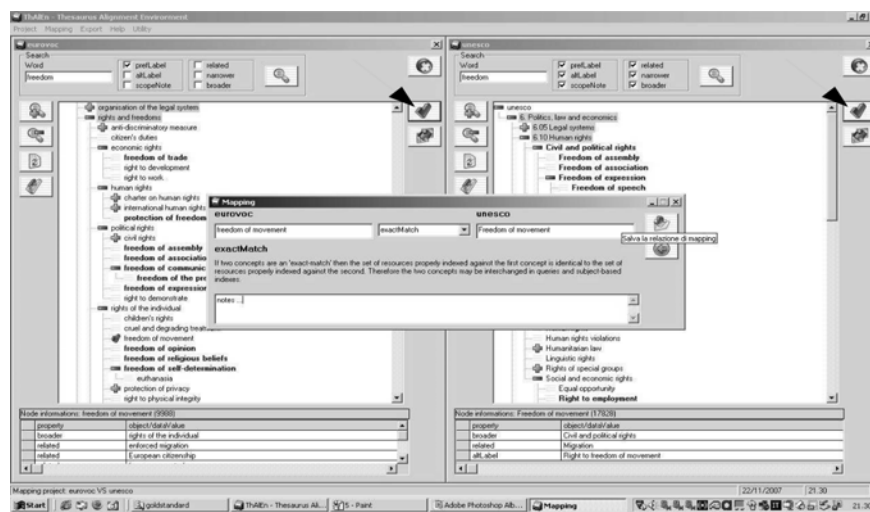 ThAlEn - Thesaurus Alignment Environment
Project Mapping Export Help Utility
eurovoc
Search
Word
freedom
prefLabel
altLabel
scopeNote
related
narrower
broader
organisation of the legal system
rights and freedoms
anti-discriminatory measure
citizen's duties
economic rights
freedom of trade
right to development
right to work
human rights
charter on human rights
international human rights
protection of freedom
political rights
civil rights
freedom of assembly
freedom of associatio
freedom of communic
freedom of the pre
freedom of expression
right to demonstrate
rights of the individual
children's rights
cruel and degrading treatm
freedom of movement
freedom of opinion
freedom of religious beliefs
freedom of self-determination
euthanasia
protection of privacy
right to physical integrity
Node informations: freedom of movement (9980)
property object/dataValue
broader rights of the individual
related enforced migration
related European citizenship
unesco
Search
Word
freedom
prefLabel
altLabel
scopeNote
related
narrower
broader
unesco
6. Politics, law and economics
6.05 Legal systems
6.10 Human rights
Civil and political rights
Freedom of assembly
Freedom of association
Freedom of expression
Freedom of speech
Human rights violations
Humanitarian law
Linguistic rights
Rights of special groups
Social and economic rights
Equal opportunity
Right to employment
Node informations: Freedom of movement (17828)
property object/dataValue
broader Civil and political rights
related Migration
altLabel Right to freedom of movement
Mapping
eurovoc unesco
freedom of movement exactMatch Freedom of movement
Salva la relazione di mapping
exactMatch
If two concepts are an 'exact-match' then the set of resources properly indexed against the first concept is identical to the set of
resources properly indexed against the second. Therefore the two concepts may be interchanged in queries and subject-based
indexes.
notes ...
Mapping project: eurovoc VS unesco
22/11/2007 21.30
Start goldstandard ThAlEn - Thesaurus Ali... 5 - Paint Adobe Photoshop Alb... Mapping 21.30